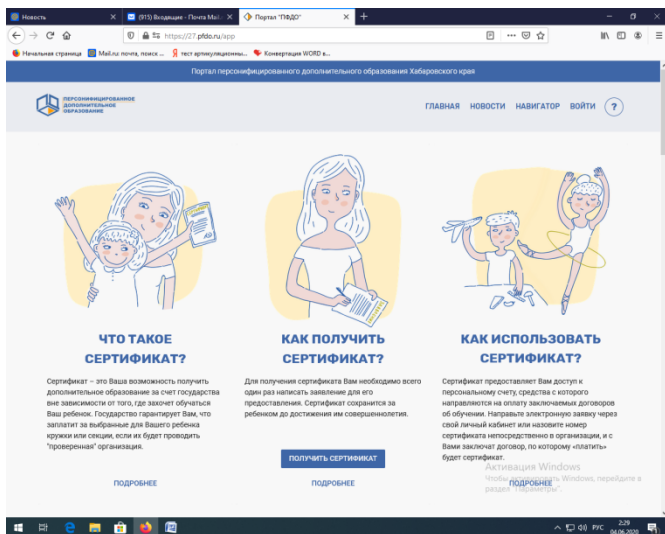 Новость
(915) Входящие - Почта Mail.r
Портал "ПФДО"
https://27.pfdo.ru/app
Начальная страница
Mail.ru: почта, поиск ...
тест артикуляционны...
Конвертация WORD в...
Портал персонифицированного дополнительного образования Хабаровского края
ПЕРСОНИФИЦИРОВАННОЕ
ДОПОЛНИТЕЛЬНОЕ
ОБРАЗОВАНИЕ
ГЛАВНАЯ НОВОСТИ НАВИГАТОР ВОЙТИ ?
ЧТО ТАКОЕ
СЕРТИФИКАТ?
Сертификат – это Ваша возможность получить
дополнительное образование за счет государства
вне зависимости от того, где захочет обучаться
Ваш ребенок. Государство гарантирует Вам, что
заплатит за выбранные для Вашего ребенка
кружки или секции, если их будет проводить
"проверенная" организация.
ПОДРОБНЕЕ
КАК ПОЛУЧИТЬ
СЕРТИФИКАТ?
Для получения сертификата Вам необходимо всего
один раз написать заявление для его
предоставления. Сертификат сохранится за
ребенком до достижения им совершеннолетия.
ПОЛУЧИТЬ СЕРТИФИКАТ
ПОДРОБНЕЕ
КАК ИСПОЛЬЗОВАТЬ
СЕРТИФИКАТ?
Сертификат предоставляет Вам доступ к
персональному счету, средства с которого
направляются на оплату заключаемых договоров
об обучении. Направьте электронную заявку через
свой личный кабинет или назовите номер
сертификата непосредственно в организации, и с
Вами заключат договор, по которому «платить»
будет сертификат.
ПОДРОБНЕЕ
Активация Windows
Чтобы активировать Windows, перейдите в
раздел "Параметры".
РУС
2:29
04.06.2020